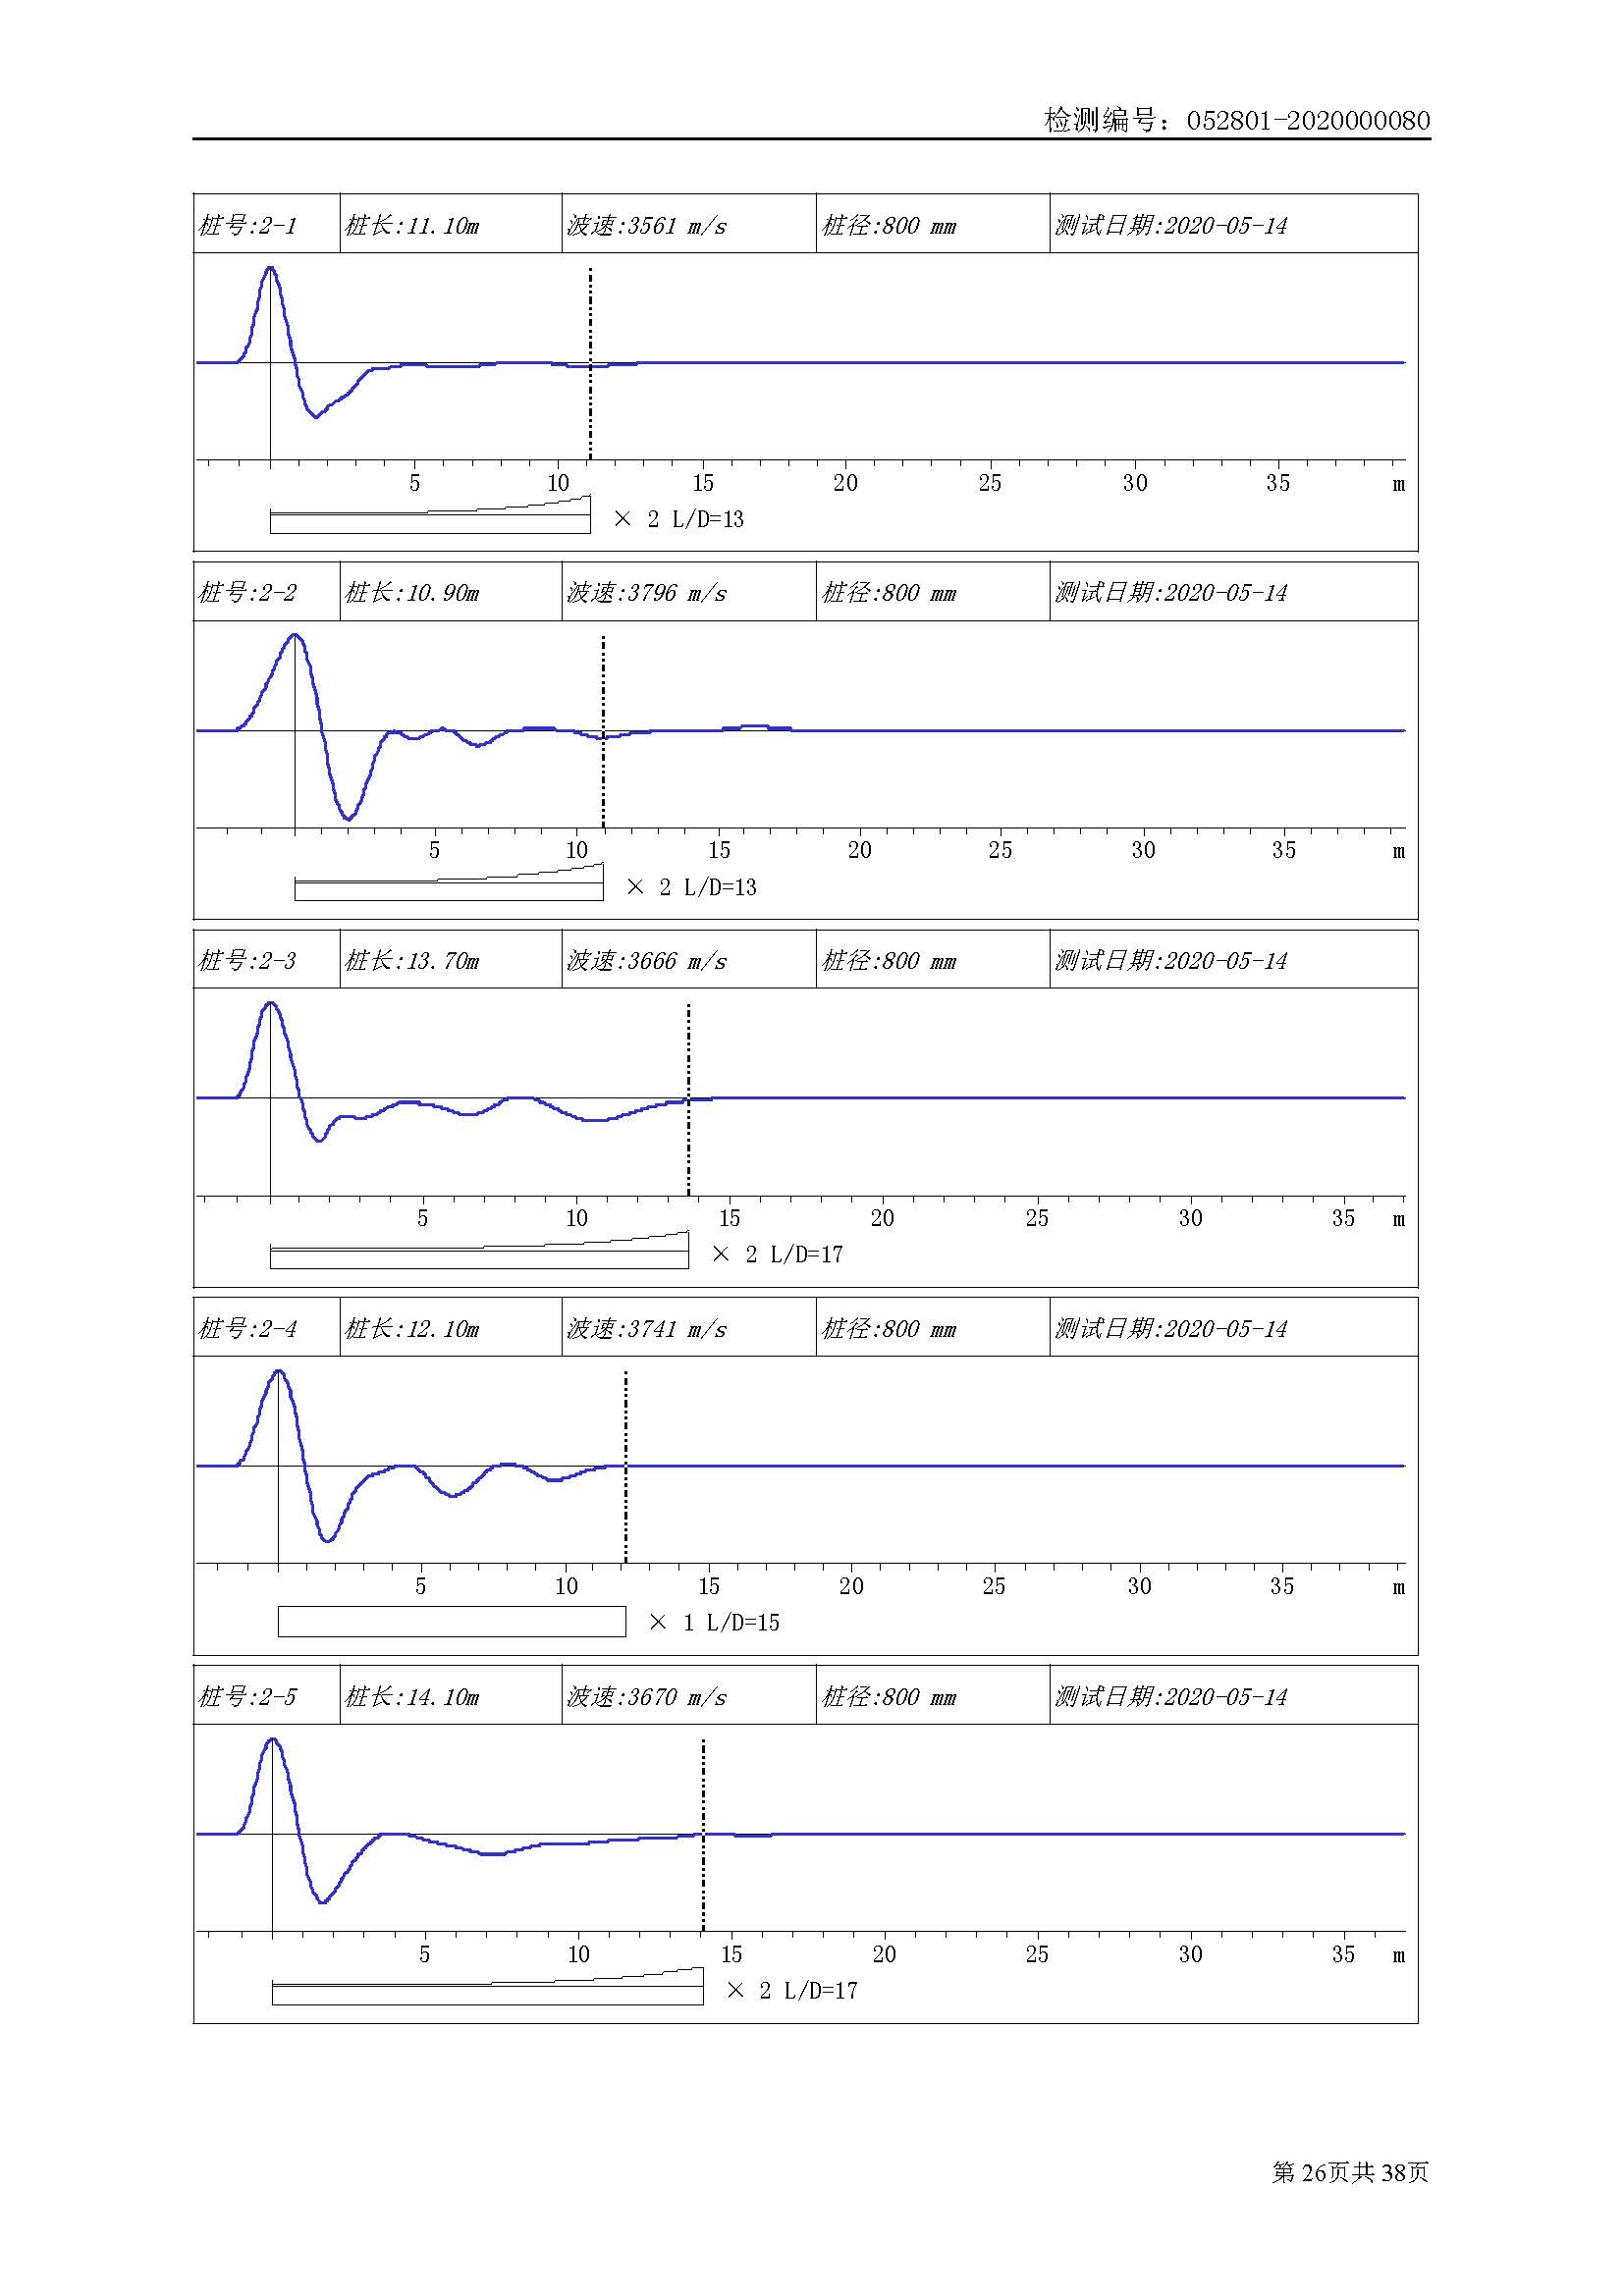 检测编号：052801-2020000080
桩号:2-1 桩长:11.10m 波速:3561 m/s 桩径:800 mm 测试日期:2020-05-14
5 10 15 20 25 30 35 m
× 2 L/D=13
桩号:2-2 桩长:10.90m 波速:3796 m/s 桩径:800 mm 测试日期:2020-05-14
5 10 15 20 25 30 35 m
× 2 L/D=13
桩号:2-3 桩长:13.70m 波速:3666 m/s 桩径:800 mm 测试日期:2020-05-14
5 10 15 20 25 30 35 m
× 2 L/D=17
桩号:2-4 桩长:12.10m 波速:3741 m/s 桩径:800 mm 测试日期:2020-05-14
5 10 15 20 25 30 35 m
× 1 L/D=15
桩号:2-5 桩长:14.10m 波速:3670 m/s 桩径:800 mm 测试日期:2020-05-14
5 10 15 20 25 30 35 m
× 2 L/D=17
第 26页共 38页